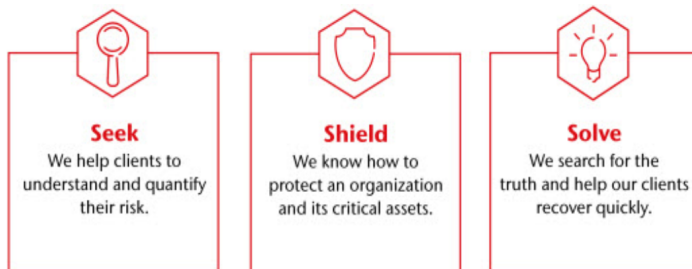 Seek
We help clients to
understand and quantify
their risk.
Shield
We know how to
protect an organization
and its critical assets.
Solve
We search for the
truth and help our clients
recover quickly.